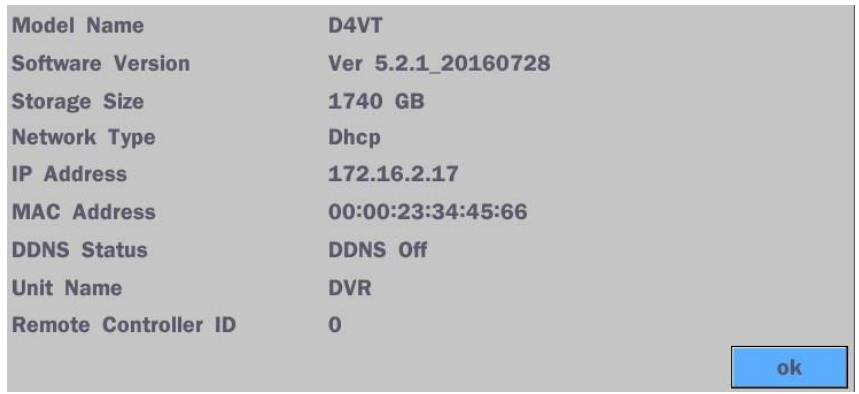 Model Name D4VT
Software Version Ver 5.2.1_20160728
Storage Size 1740 GB
Network Type Dhcp
IP Address 172.16.2.17
MAC Address 00:00:23:34:45:66
DDNS Status DDNS Off
Unit Name DVR
Remote Controller ID 0
ok